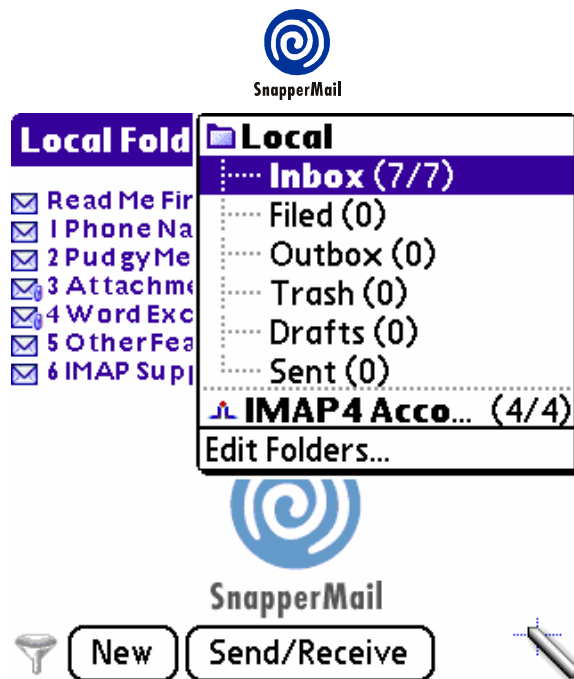 SnapperMail
Local Fold
Local
Inbox (7/7)
Filed (0)
Outbox (0)
Trash (0)
Drafts (0)
Sent (0)
IMAP4 Acco... (4/4)
Edit Folders...
Read Me Fir
1 Phone Na
2 PudgyMe
3 Attachme
4 Word Exc
5 OtherFea
6 IMAP Sup
SnapperMail
New
Send/Receive